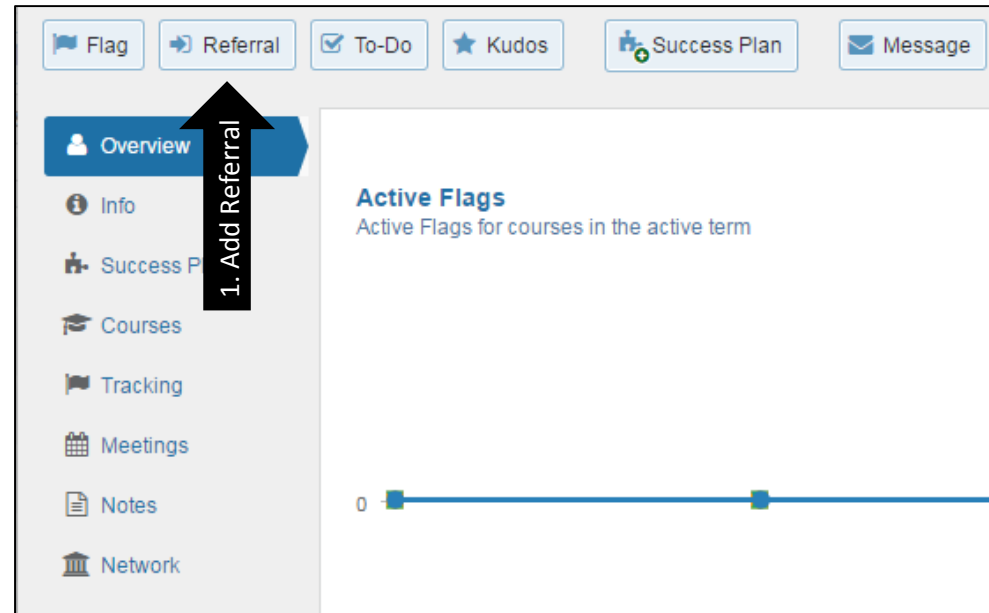 Flag Referral To-Do Kudos Success Plan Message
1. Add Referral
Overview
Info
Active Flags
Active Flags for courses in the active term
Success P
Courses
Tracking
Meetings
Notes
0
Network